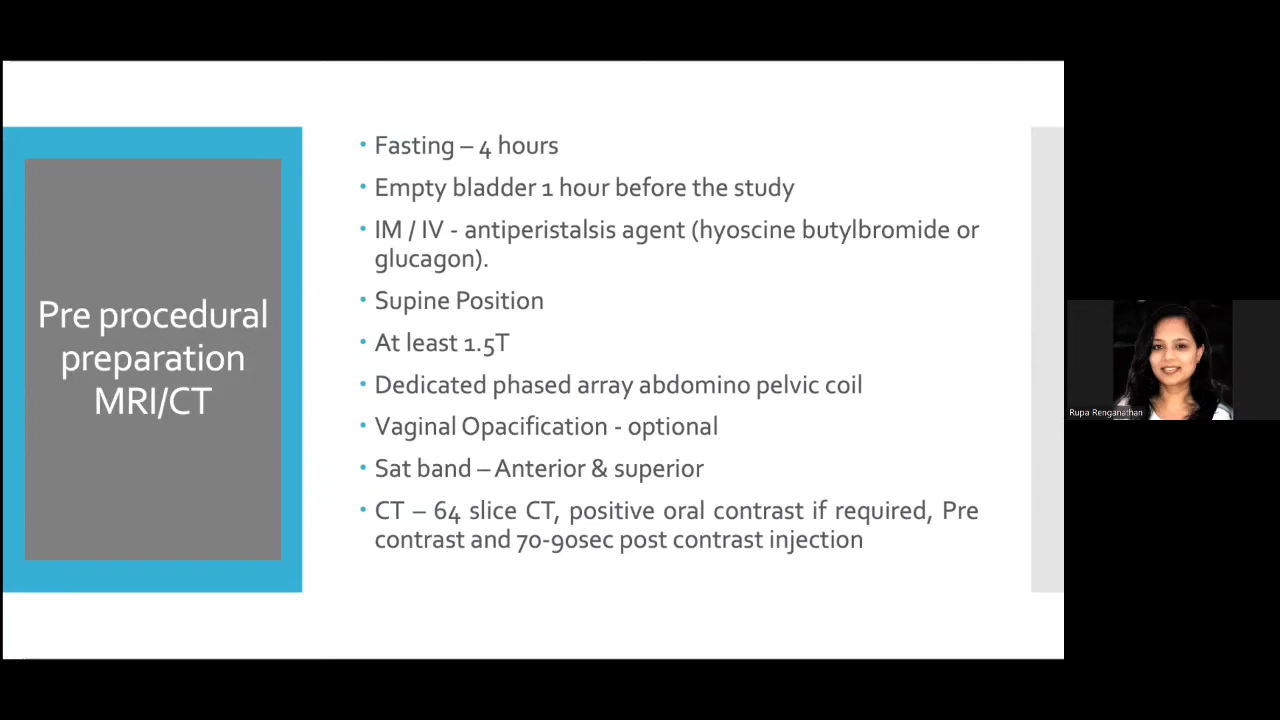 Pre procedural
preparation
MRI/CT
• Fasting – 4 hours
• Empty bladder 1 hour before the study
• IM / IV - antiperistalsis agent (hyoscine butylbromide or
glucagon).
• Supine Position
• At least 1.5T
• Dedicated phased array abdomino pelvic coil
• Vaginal Opacification - optional
• Sat band – Anterior & superior
• CT – 64 slice CT, positive oral contrast if required, Pre
contrast and 70-90sec post contrast injection
Rupa Renganathan